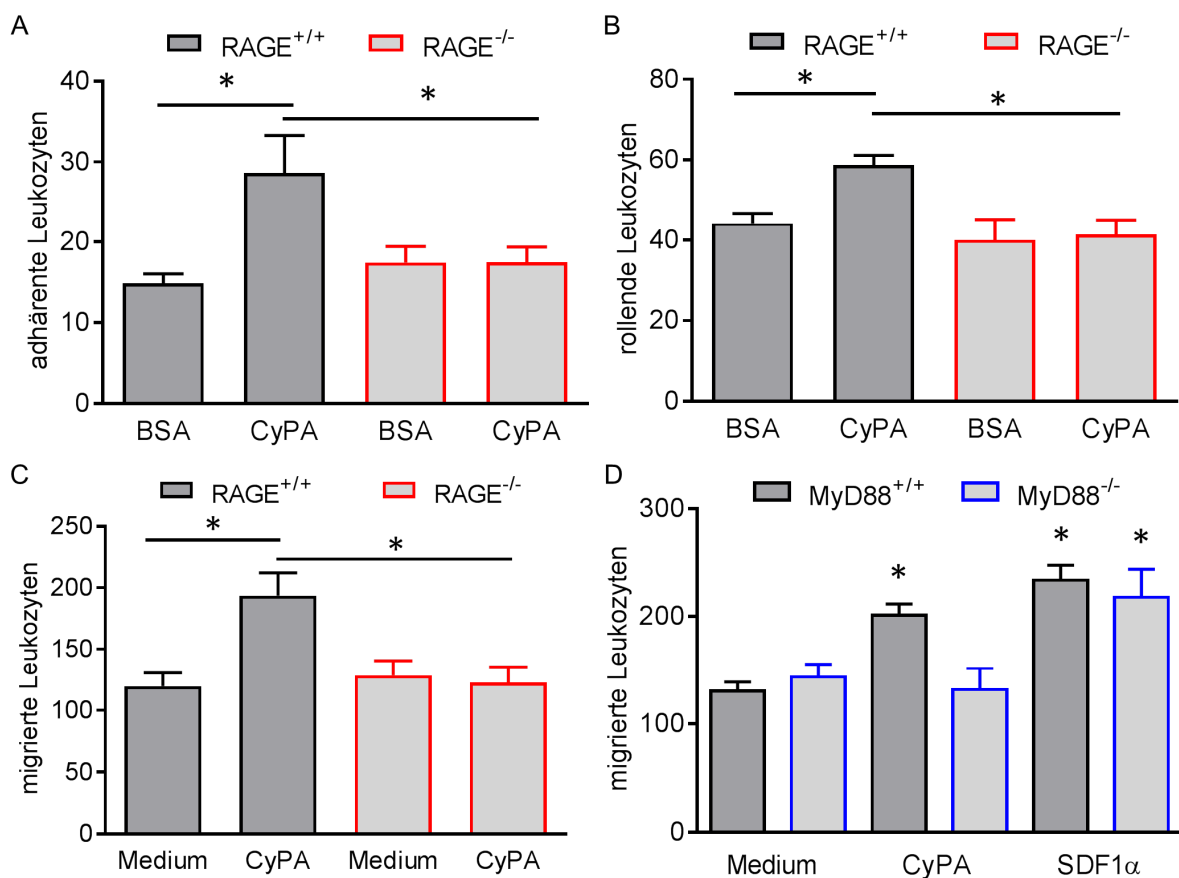 A
RAGE+/+ RAGE-/-
* *
adhärente Leukozyten
40
30
20
10
0
BSA CyPA BSA CyPA
B
RAGE+/+ RAGE-/-
* *
rollende Leukozyten
80
60
40
20
0
BSA CyPA BSA CyPA
C
RAGE+/+ RAGE-/-
* *
migrierte Leukozyten
250
200
150
100
50
0
Medium CyPA Medium CyPA
D
MyD88+/+ MyD88-/-
* * *
migrierte Leukozyten
300
200
100
0
Medium CyPA SDF1α